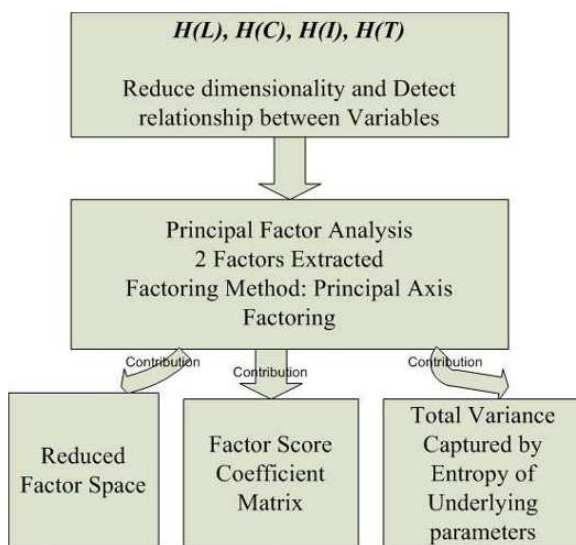 H(L), H(C), H(I), H(T)
Reduce dimensionality and Detect
relationship between Variables
Principal Factor Analysis
2 Factors Extracted
Factoring Method: Principal Axis
Factoring
Contribution
Contribution
Contribution
Reduced
Factor Space
Factor Score
Coefficient
Matrix
Total Variance
Captured by
Entropy of
Underlying
parameters